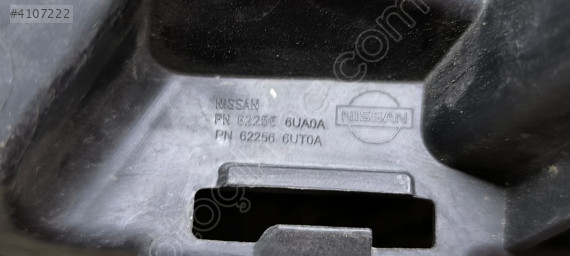 #4107222
NISSAN
PN 62256 6UA0A
PN 62256 6UT0A
NISSAN